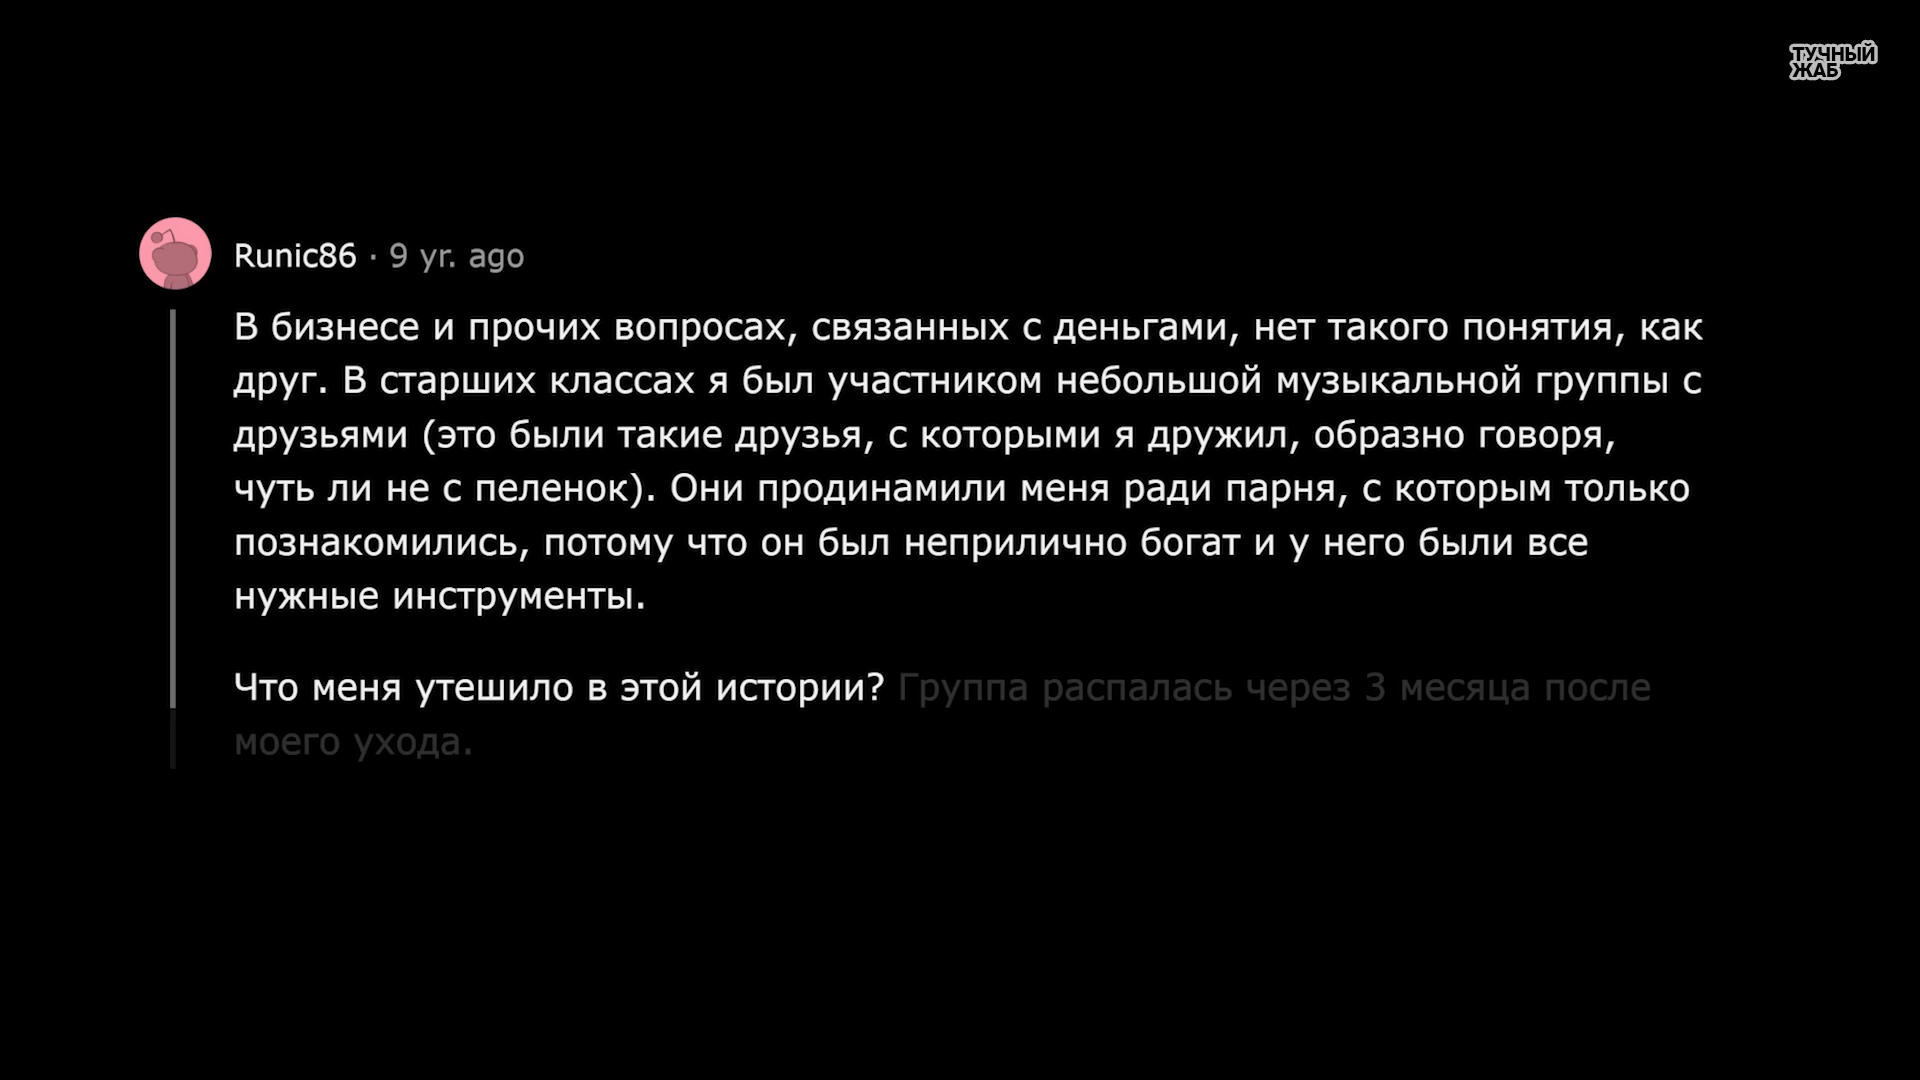 ТУЧНЫЙ
ЖАБ
Runic86 · 9 yr. ago
В бизнесе и прочих вопросах, связанных с деньгами, нет такого понятия, как
друг. В старших классах я был участником небольшой музыкальной группы с
друзьями (это были такие друзья, с которыми я дружил, образно говоря,
чуть ли не с пеленок). Они продинамили меня ради парня, с которым только
познакомились, потому что он был неприлично богат и у него были все
нужные инструменты.
Что меня утешило в этой истории? Группа распалась через 3 месяца после
моего ухода.